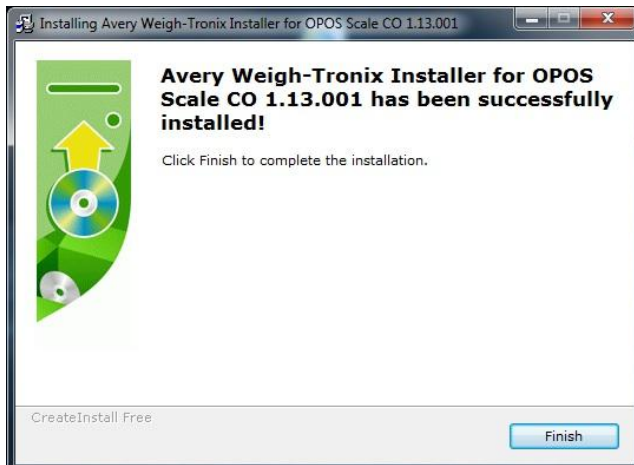 Installing Avery Weigh-Tronix Installer for OPOS Scale CO 1.13.001
Avery Weigh-Tronix Installer for OPOS
Scale CO 1.13.001 has been successfully
installed!
Click Finish to complete the installation.
CreateInstall Free
Finish